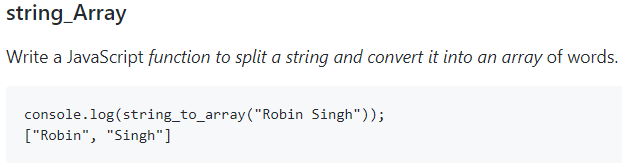 string_Array
Write a JavaScript function to split a string and convert it into an array of words.
console.log(string_to_array("Robin Singh"));
["Robin", "Singh"]